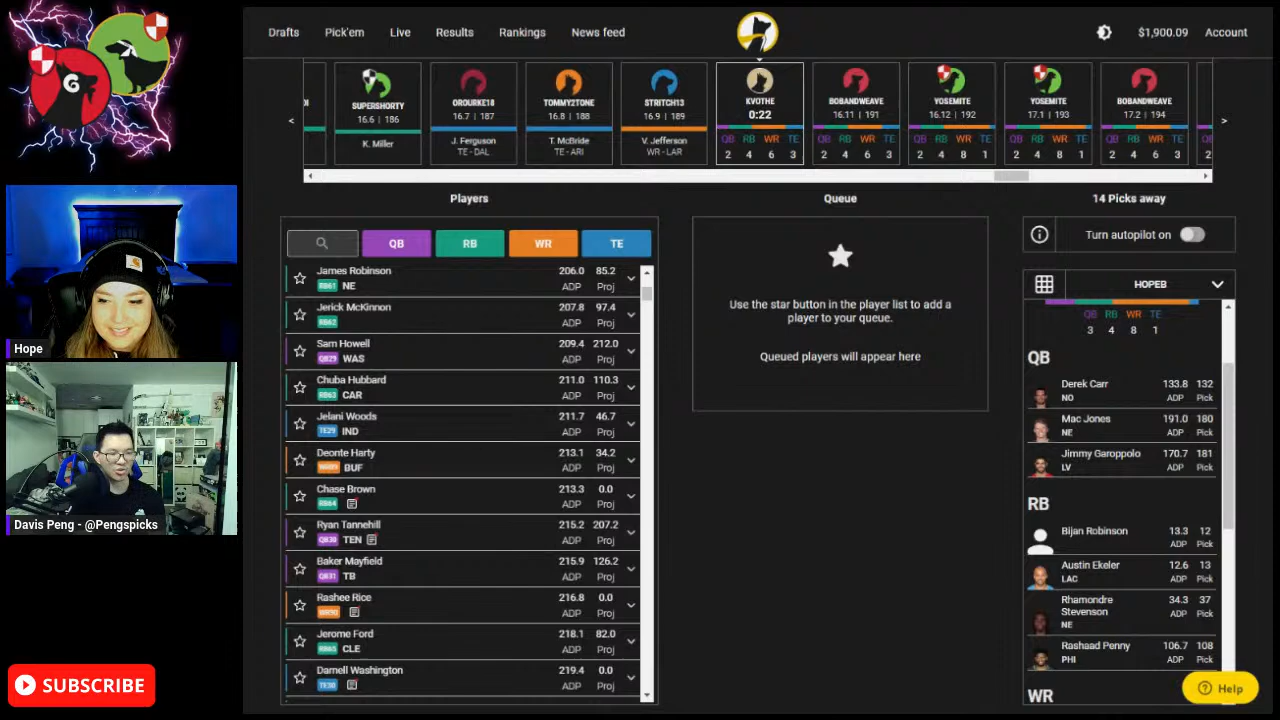 Drafts Pick'em Live Results Rankings News feed $1,900.09 Account
SUPERSHORTY OROURKE18 TOMMY2TONE STRITCH13 KVOTHE BOBANDWEAVE YOSEMITE YOSEMITE BOBANDWEAVE
16.6 | 186 16.7 | 187 16.8 | 188 16.9 | 189 0:22 16.11 | 191 16.12 | 192 17.1 | 193 17.2 | 194
K. Miller J. Ferguson T. McBride V. Jefferson QB RB WR TE QB RB WR TE QB RB WR TE QB RB WR TE QB RB WR TE
TE - DAL TE - ARI WR - LAR 2 4 6 3 2 4 6 3 2 4 8 1 2 4 8 1 2 4 6 3
Players Queue 14 Picks away
QB RB WR TE
Turn autopilot on
James Robinson 206.0 85.2
RB61 NE ADP Proj
Jerick McKinnon 207.8 97.4
RB62 ADP Proj
Sam Howell 209.4 212.0
QB29 WAS ADP Proj
Chuba Hubbard 211.0 110.3
RB63 CAR ADP Proj
Jelani Woods 211.7 46.7
TE29 IND ADP Proj
Deonte Harty 213.1 34.2
BUF ADP Proj
Chase Brown 213.3 0.0
RB64 ADP Proj
Ryan Tannehill 215.2 207.2
QB30 TEN ADP Proj
Baker Mayfield 215.9 126.2
QB31 TB ADP Proj
Rashee Rice 216.8 0.0
WR90 ADP Proj
Jerome Ford 218.1 82.0
RB65 CLE ADP Proj
Darnell Washington 219.4 0.0
TE30 ADP Proj
Use the star button in the player list to add a
player to your queue.
Queued players will appear here
HOPEB
QB RB WR TE
3 4 8 1
QB
Derek Carr 133.8 132
NO ADP Pick
Mac Jones 191.0 180
NE ADP Pick
Jimmy Garoppolo 170.7 181
LV ADP Pick
RB
Bijan Robinson 13.3 12
ADP Pick
Austin Ekeler 12.6 13
LAC ADP Pick
Rhamondre 34.3 37
Stevenson ADP Pick
NE
Rashaad Penny 106.7 108
PHI ADP Pick
WR
Help
G
Hope
Davis Peng - @Pengspicks
SUBSCRIBE